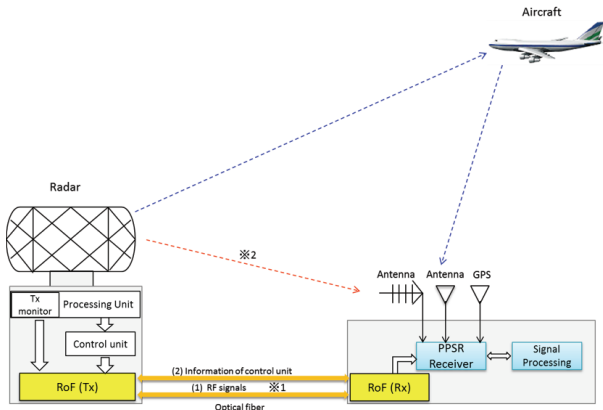 Aircraft
Radar
※2
Antenna
Antenna
GPS
Tx
monitor
Processing Unit
Control unit
PPSR
Receiver
Signal
Processing
(2) Information of control unit
RoF (Tx)
(1) RF signals
※1
RoF (Rx)
Optical fiber